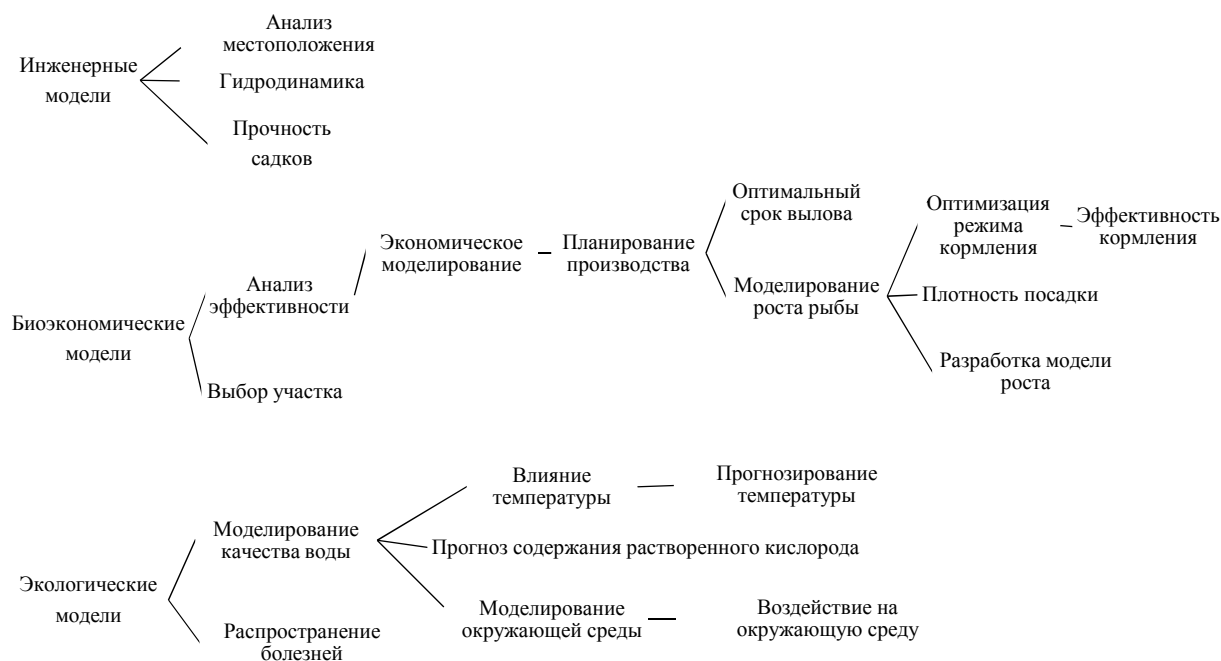 Анализ
местоположения
Инженерные
модели
Гидродинамика
Прочность
садков
Оптимальный
срок вылова
Оптимизация
режима
кормления
Эффективность
кормления
Экономическое
моделирование
Планирование
производства
Анализ
эффективности
Моделирование
роста рыбы
Плотность посадки
Биоэкономические
модели
Разработка модели
роста
Выбор участка
Влияние
температуры
Прогнозирование
температуры
Моделирование
качества воды
Прогноз содержания растворенного кислорода
Экологические
модели
Моделирование
окружающей среды
Воздействие на
окружающую среду
Распространение
болезней